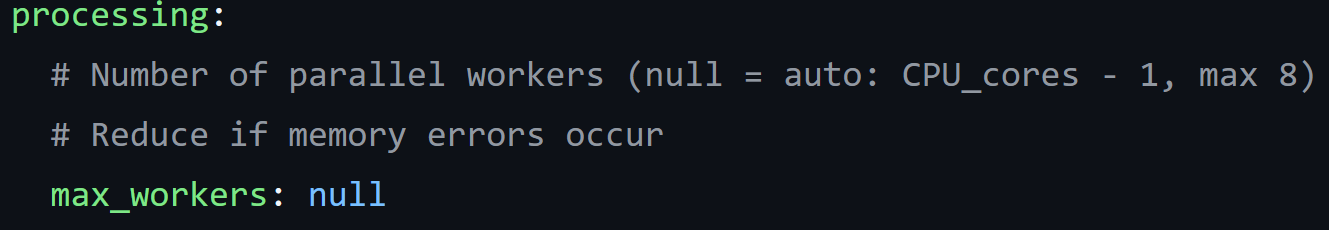 processing:
  # Number of parallel workers (null = auto: CPU_cores - 1, max 8)
  # Reduce if memory errors occur
  max_workers: null